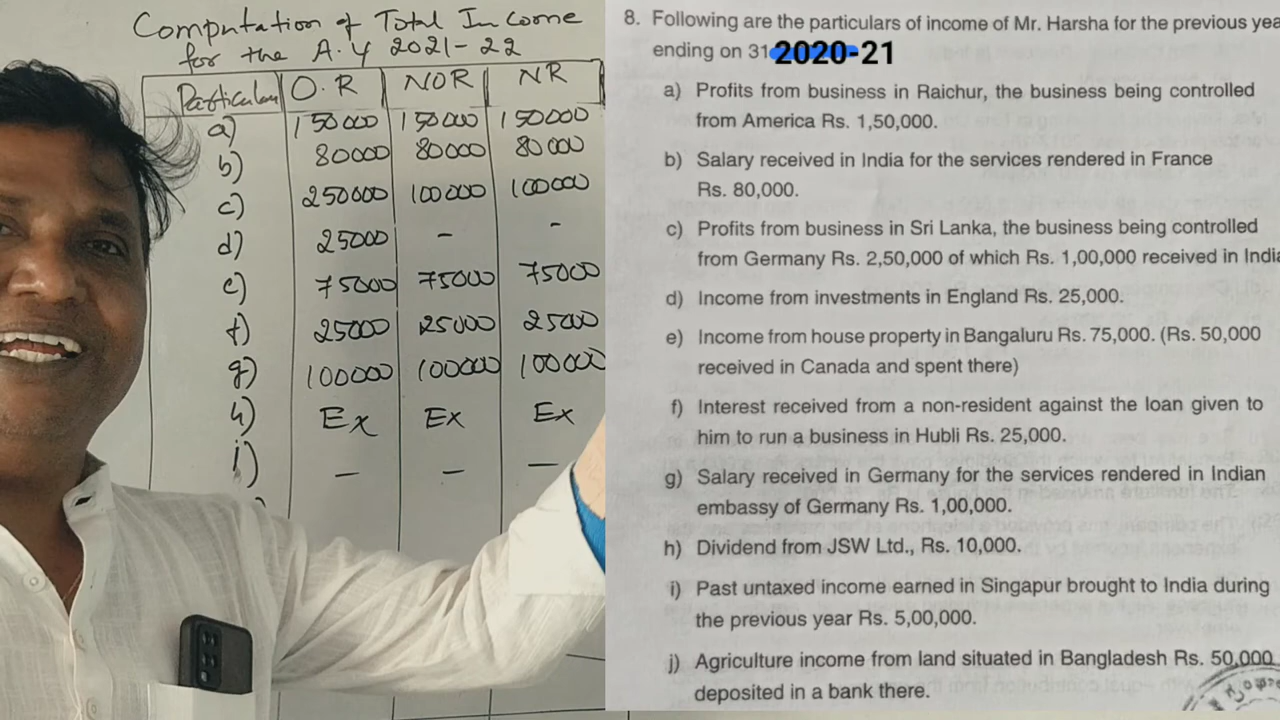 Computation of Total Income
for the A.Y 2021-22
Particulars O.R NOR NR
a) 150000 150000 150000
b) 80000 80000 80000
c) 250000 100000 100000
d) 25000 - -
e) 75000 75000 75000
f) 25000 25000 25000
g) 100000 100000 100000
h) Ex Ex Ex
i) — — —
8. Following are the particulars of income of Mr. Harsha for the previous yea
ending on 31 2020-21
a) Profits from business in Raichur, the business being controlled
from America Rs. 1,50,000.
b) Salary received in India for the services rendered in France
Rs. 80,000.
c) Profits from business in Sri Lanka, the business being controlled
from Germany Rs. 2,50,000 of which Rs. 1,00,000 received in India
d) Income from investments in England Rs. 25,000.
e) Income from house property in Bangaluru Rs. 75,000. (Rs. 50,000
received in Canada and spent there)
f) Interest received from a non-resident against the loan given to
him to run a business in Hubli Rs. 25,000.
g) Salary received in Germany for the services rendered in Indian
embassy of Germany Rs. 1,00,000.
h) Dividend from JSW Ltd., Rs. 10,000.
i) Past untaxed income earned in Singapur brought to India during
the previous year Rs. 5,00,000.
j) Agriculture income from land situated in Bangladesh Rs. 50,000
deposited in a bank there.